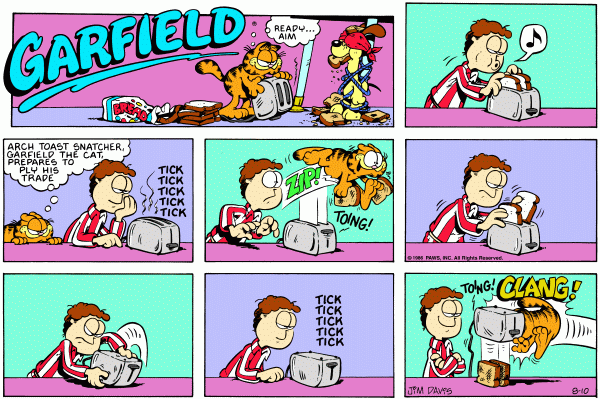 GARFIELD
®
READY...
AIM
BREAD
ARCH TOAST SNATCHER,
GARFIELD THE CAT,
PREPARES TO
PLY HIS
TRADE
TICK
TICK
TICK
TICK
TICK
ZIP!
TOING!
© 1986 PAWS, INC. All Rights Reserved.
TICK
TICK
TICK
TICK
TICK
TOING!
CLANG!
JIM DAVIS
8-10